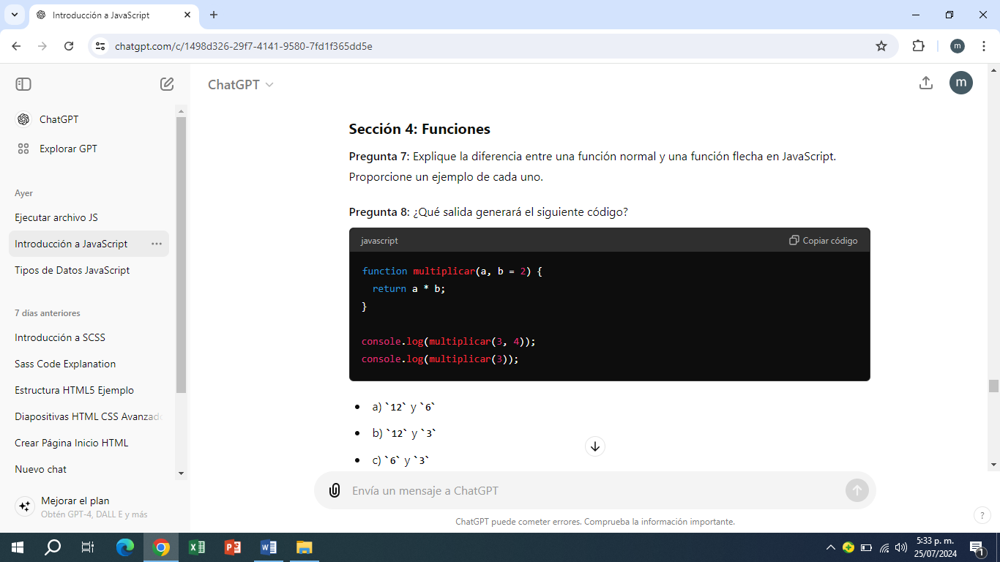 Introducción a JavaScript
chatgpt.com/c/1498d326-29f7-4141-9580-7fd1f365dd5e
m
ChatGPT
Explorar GPT
Ayer
Ejecutar archivo JS
Introducción a JavaScript
Tipos de Datos JavaScript
7 días anteriores
Introducción a SCSS
Sass Code Explanation
Estructura HTML5 Ejemplo
Diapositivas HTML CSS Avanzado
Crear Página Inicio HTML
Nuevo chat
Mejorar el plan
Obtén GPT-4, DALL E y más
ChatGPT
m
Sección 4: Funciones
Pregunta 7: Explique la diferencia entre una función normal y una función flecha en JavaScript.
Proporcione un ejemplo de cada uno.
Pregunta 8: ¿Qué salida generará el siguiente código?
javascript Copiar código
function multiplicar(a, b = 2) {
  return a * b;
}
console.log(multiplicar(3, 4));
console.log(multiplicar(3));
a) `12` y `6`
b) `12` y `3`
c) `6` y `3`
Envía un mensaje a ChatGPT
ChatGPT puede cometer errores. Comprueba la información importante.
?
5:33 p. m.
25/07/2024
1